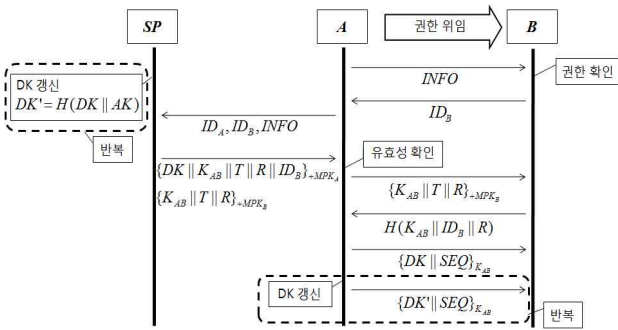 SP
A
권한 위임
B
INFO
권한 확인
DK 갱신
DK' = H(DK || AK)
ID_B
ID_A, ID_B, INFO
반복
유효성 확인
{DK || K_AB || T || R || ID_B}_+MPK_A
{K_AB || T || R}_+MPK_B
{K_AB || T || R}_+MPK_B
H(K_AB || ID_B || R)
{DK || SEQ}_K_AB
DK 갱신
{DK' || SEQ}_K_AB
반복